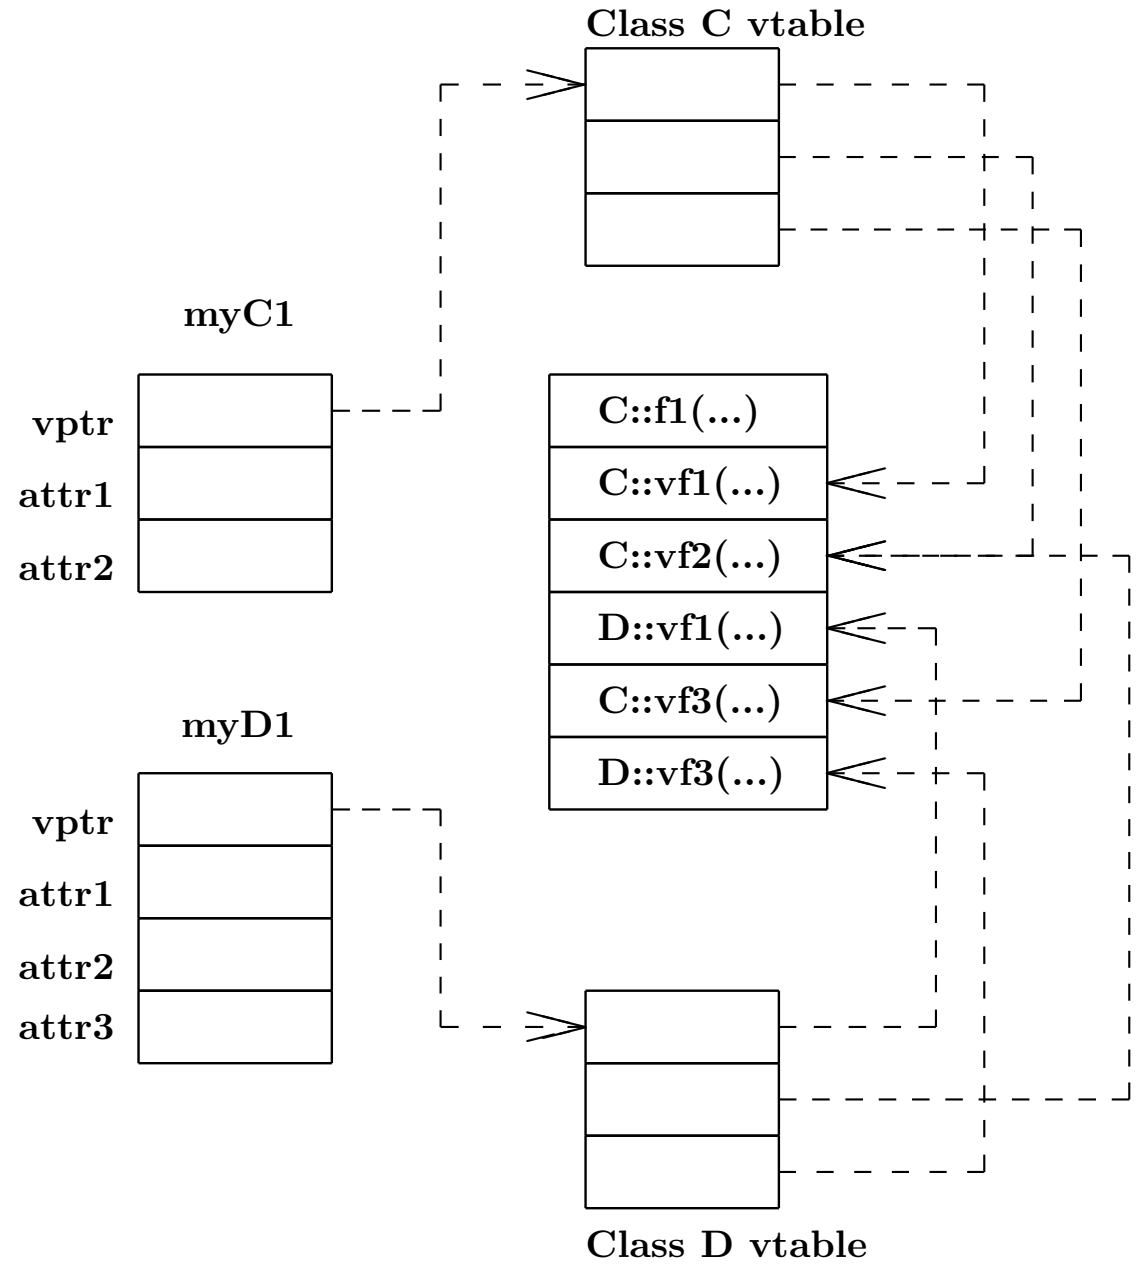 Class C vtable
myC1
vptr
attr1
attr2
C::f1(...)
C::vf1(...)
C::vf2(...)
D::vf1(...)
C::vf3(...)
D::vf3(...)
myD1
vptr
attr1
attr2
attr3
Class D vtable